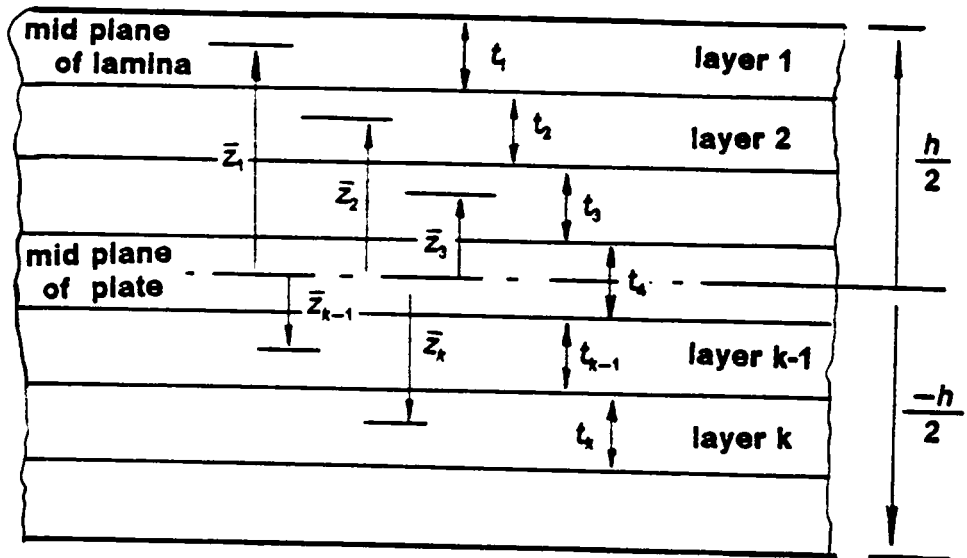 mid plane
of lamina
t₁
layer 1
t₂
layer 2
h
2
z̄₁
z̄₂
t₃
z̄₃
mid plane
of plate
t₄
z̄ₖ₋₁
z̄ₖ
tₖ₋₁
layer k-1
-h
2
tₖ
layer k